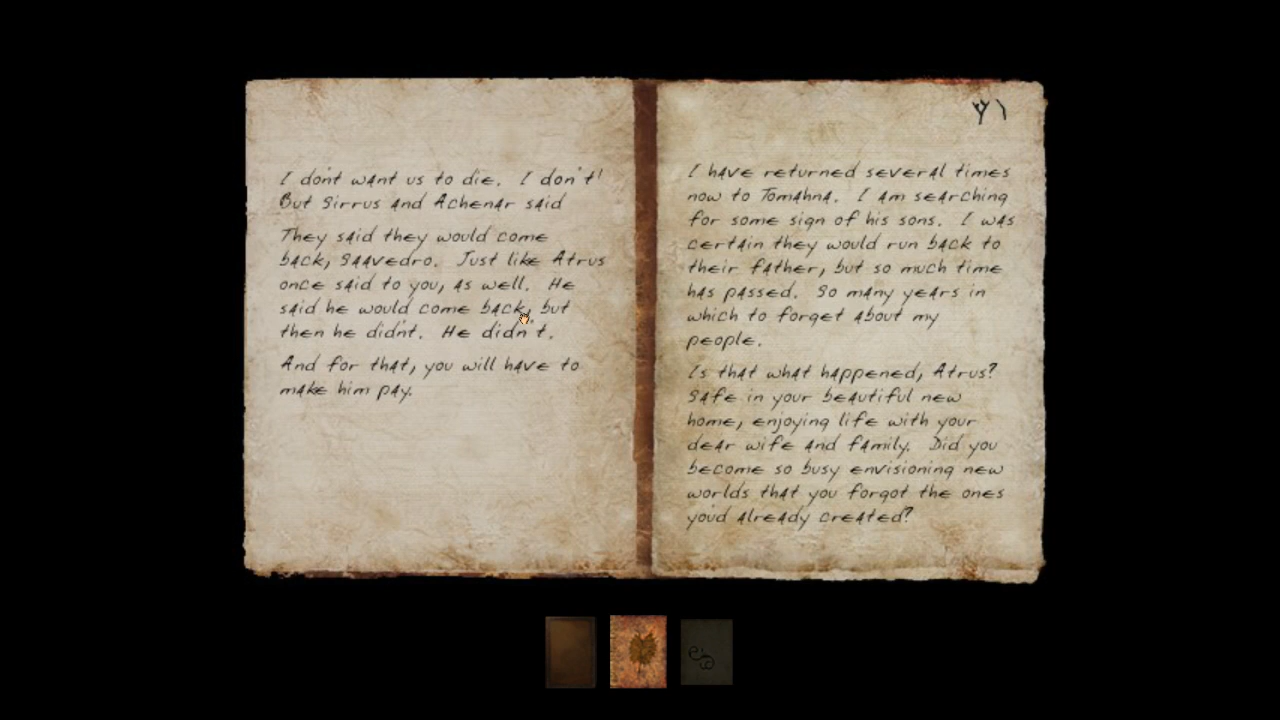 I don't want us to die. I don't!
But Sirrus and Achenar said
They said they would come
back, Saavedro. Just like Atrus
once said to you, as well. He
said he would come back, but
then he didn't. He didn't.
And for that, you will have to
make him pay.
I have returned several times
now to Tomahna. I am searching
for some sign of his sons. I was
certain they would run back to
their father, but so much time
has passed. So many years in
which to forget about my
people.
Is that what happened, Atrus?
Safe in your beautiful new
home, enjoying life with your
dear wife and family. Did you
become so busy envisioning new
worlds that you forgot the ones
you'd already created?